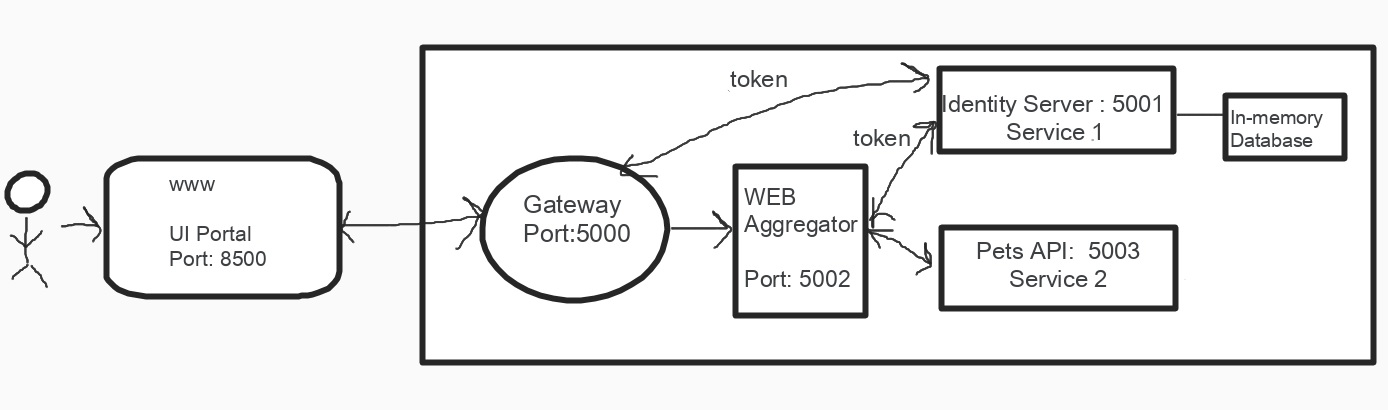 www
UI Portal
Port: 8500
Gateway
Port:5000
token
token
WEB
Aggregator
Port: 5002
Identity Server : 5001
Service 1
In-memory
Database
Pets API: 5003
Service 2